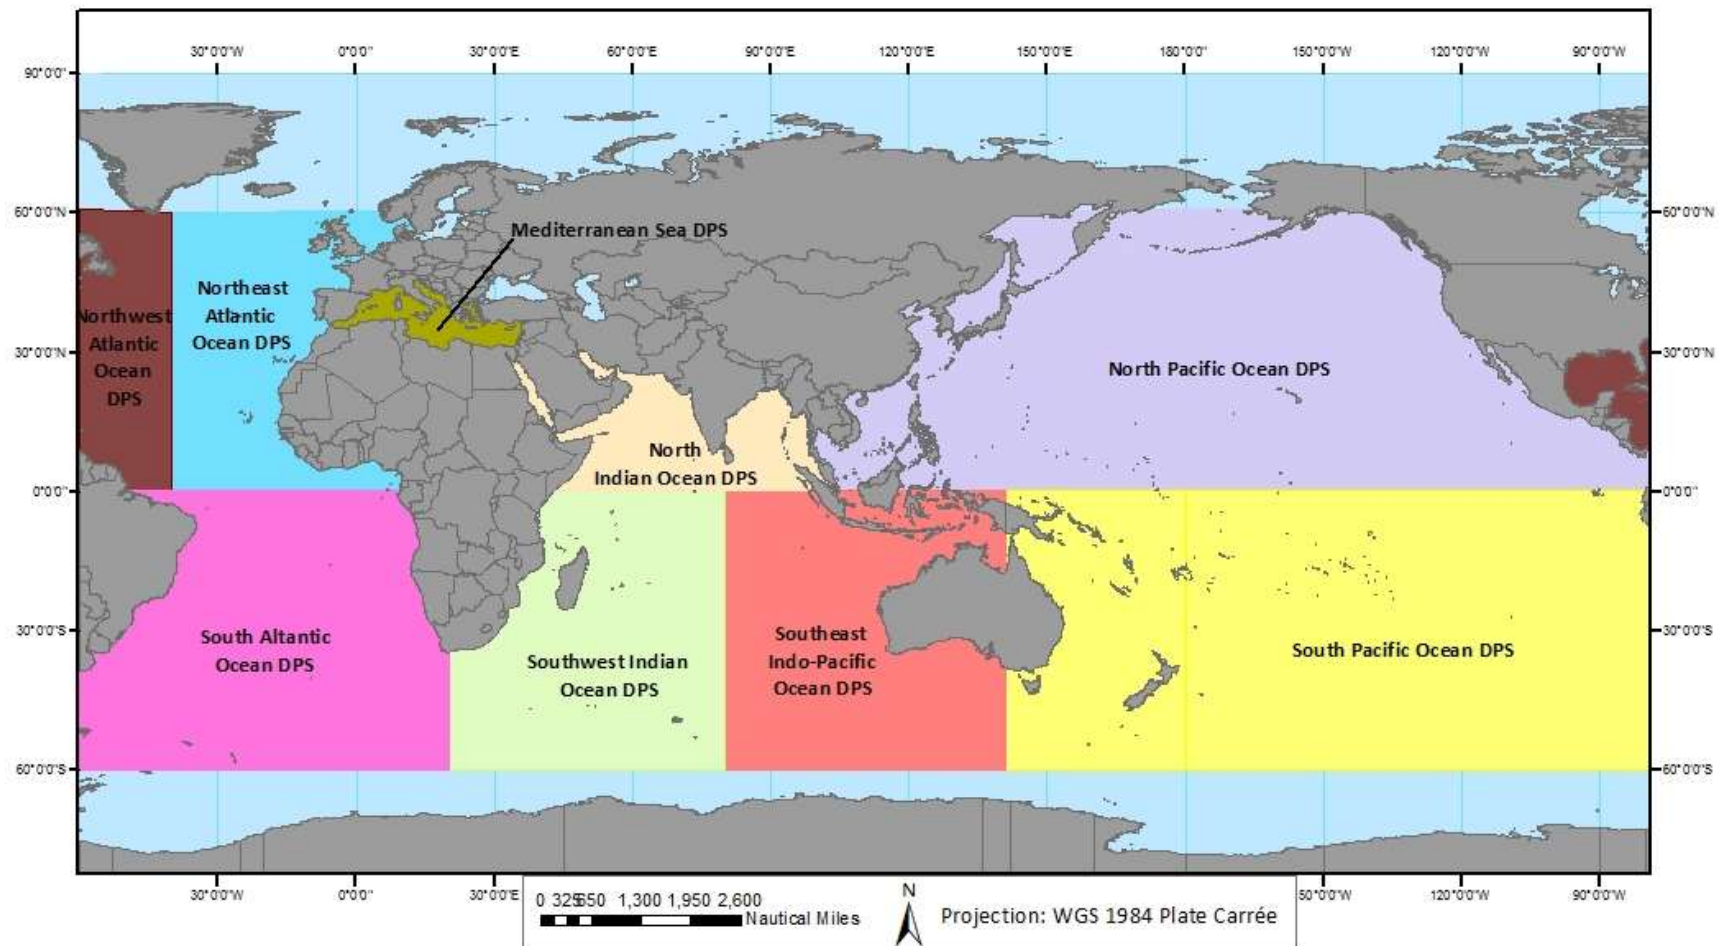 30°0'0"W 0°0'0" 30°0'0"E 60°0'0"E 90°0'0"E 120°0'0"E 150°0'0"E 180°0'0" 150°0'0"W 120°0'0"W 90°0'0"W
90°0'0"
60°0'0"N
60°0'0"N
Mediterranean Sea DPS
Northeast
Atlantic
Ocean DPS
Northwest
Atlantic
Ocean
DPS
30°0'0"N
30°0'0"N
North Pacific Ocean DPS
North
Indian Ocean DPS
0°0'0"
0°0'0"
South Altantic
Ocean DPS
Southwest Indian
Ocean DPS
Southeast
Indo-Pacific
Ocean DPS
South Pacific Ocean DPS
30°0'0"S
30°0'0"S
60°0'0"S
60°0'0"S
30°0'0"W 0°0'0" 30°0'0"E 150°0'0"W 120°0'0"W 90°0'0"W
0 325 650 1,300 1,950 2,600
Nautical Miles
N
Projection: WGS 1984 Plate Carrée